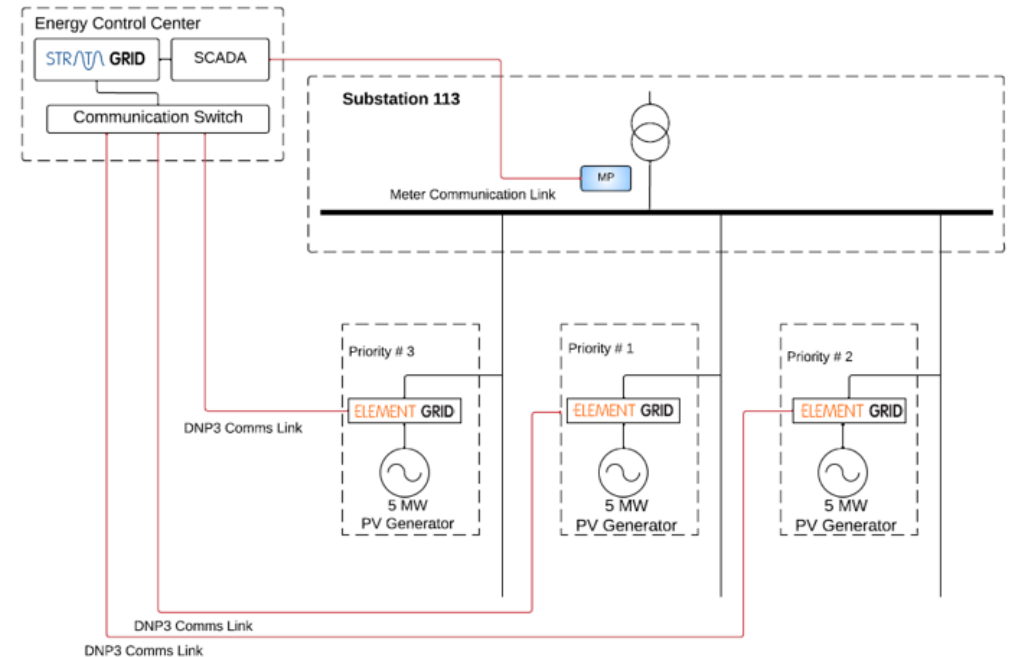 Energy Control Center
STRATA GRID
SCADA
Communication Switch
Substation 113
MP
Meter Communication Link
Priority # 3
ELEMENT GRID
5 MW
PV Generator
Priority # 1
ELEMENT GRID
5 MW
PV Generator
Priority # 2
ELEMENT GRID
5 MW
PV Generator
DNP3 Comms Link
DNP3 Comms Link
DNP3 Comms Link